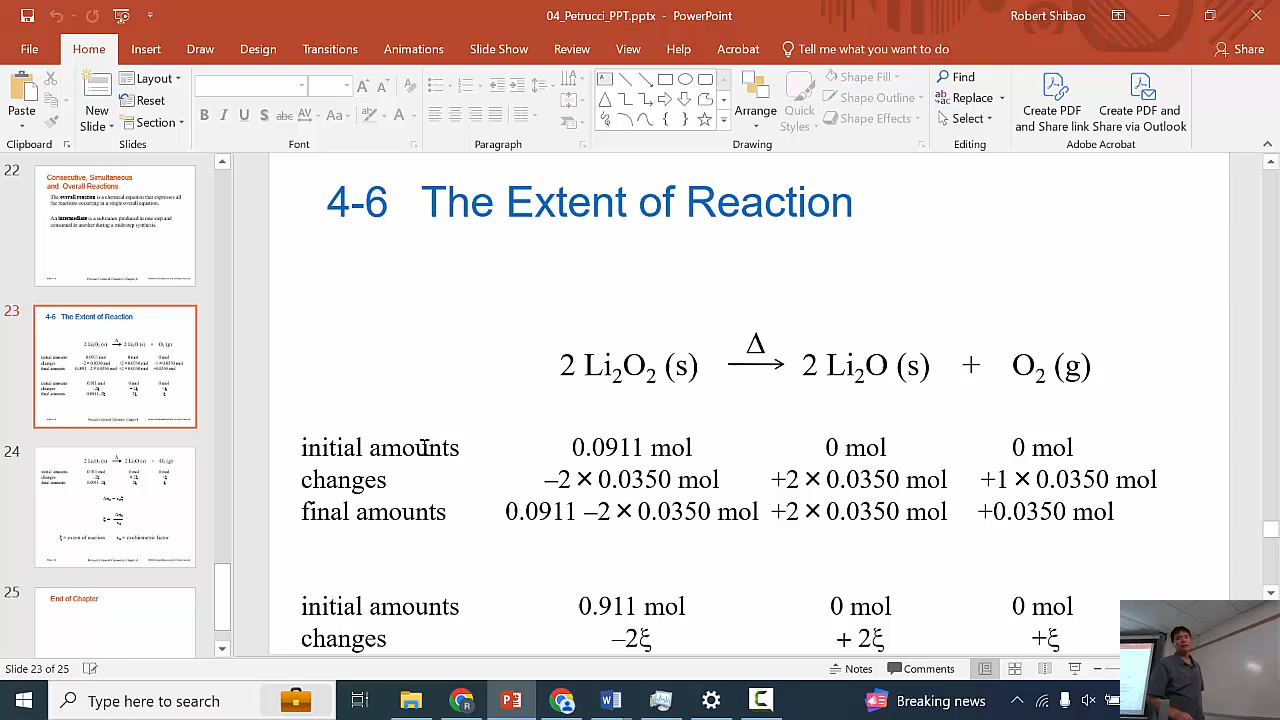 04_Petrucci_PPT.pptx - PowerPoint
Robert Shibao
File Home Insert Draw Design Transitions Animations Slide Show Review View Help Acrobat Tell me what you want to do Share
Paste
New Slide
Layout
Reset
Section
B I U S abc AV Aa A
Arrange
Quick Styles
Shape Fill
Shape Outline
Shape Effects
Find
Replace
Select
Create PDF and Share link
Create PDF and Share via Outlook
Clipboard Slides Font Paragraph Drawing Editing Adobe Acrobat
22
Consecutive, Simultaneous
and Overall Reactions
The overall reaction is a chemical equation that expresses all
the reactions occurring in a single overall equation.
An intermediate is a substance produced in one step and
consumed in another during a multistep synthesis.
23
4-6 The Extent of Reaction
24
ξ = extent of reaction
25
End of Chapter
4-6 The Extent of Reaction
Δ
2 Li₂O₂ (s) → 2 Li₂O (s) + O₂ (g)
initial amounts 0.0911 mol 0 mol 0 mol
changes –2 × 0.0350 mol +2 × 0.0350 mol +1 × 0.0350 mol
final amounts 0.0911 –2 × 0.0350 mol +2 × 0.0350 mol +0.0350 mol
initial amounts 0.911 mol 0 mol 0 mol
changes –2ξ + 2ξ +ξ
Slide 23 of 25
Notes
Comments
Type here to search
Breaking news